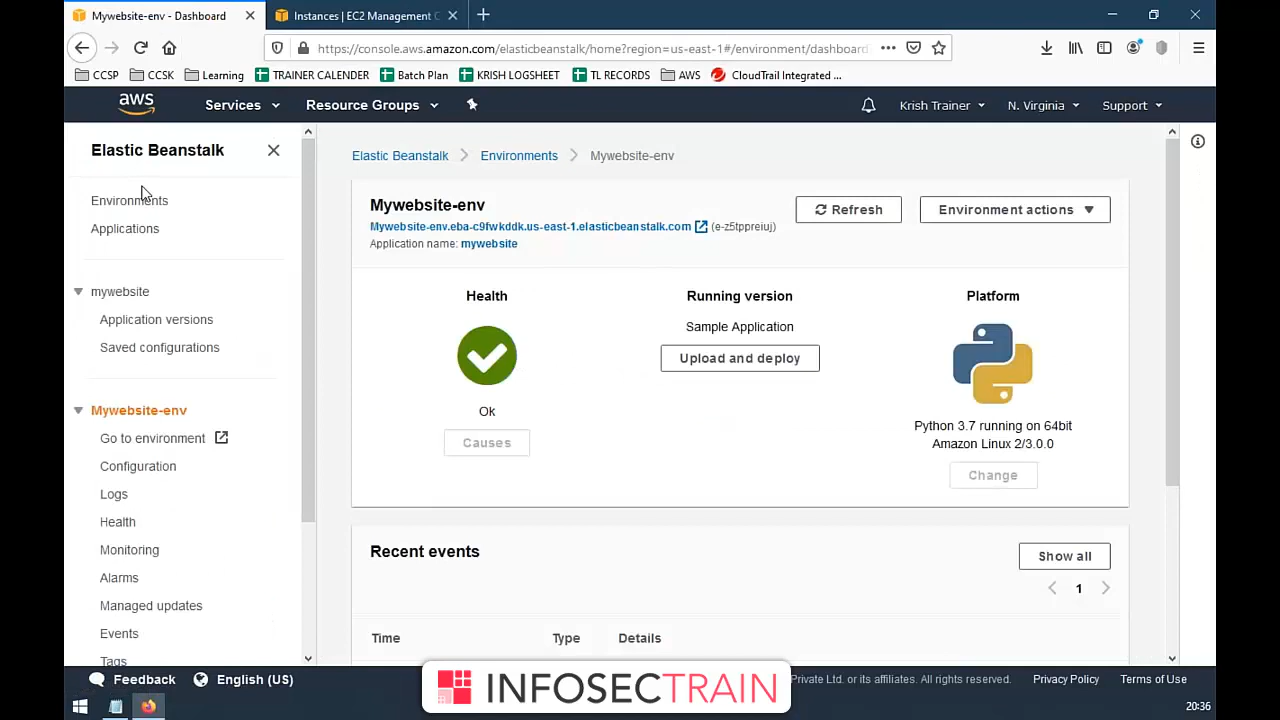 Mywebsite-env - Dashboard
Instances | EC2 Management C
https://console.aws.amazon.com/elasticbeanstalk/home?region=us-east-1#/environment/dashboard
CCSP CCSK Learning TRAINER CALENDER Batch Plan KRISH LOGSHEET TL RECORDS AWS CloudTrail Integrated ...
aws Services Resource Groups Krish Trainer N. Virginia Support
Elastic Beanstalk
Environments
Applications
mywebsite
Application versions
Saved configurations
Mywebsite-env
Go to environment
Configuration
Logs
Health
Monitoring
Alarms
Managed updates
Events
Tags
Elastic Beanstalk Environments Mywebsite-env
Mywebsite-env
Refresh
Environment actions
Mywebsite-env.eba-c9fwkddk.us-east-1.elasticbeanstalk.com (e-z5tppreiuj)
Application name: mywebsite
Health
Ok
Causes
Running version
Sample Application
Upload and deploy
Platform
Python 3.7 running on 64bit
Amazon Linux 2/3.0.0
Change
Recent events
Show all
1
Time Type Details
Feedback English (US)
Private Ltd. or its affiliates. All rights reserved. Privacy Policy Terms of Use
INFOSECTRAIN
20:36